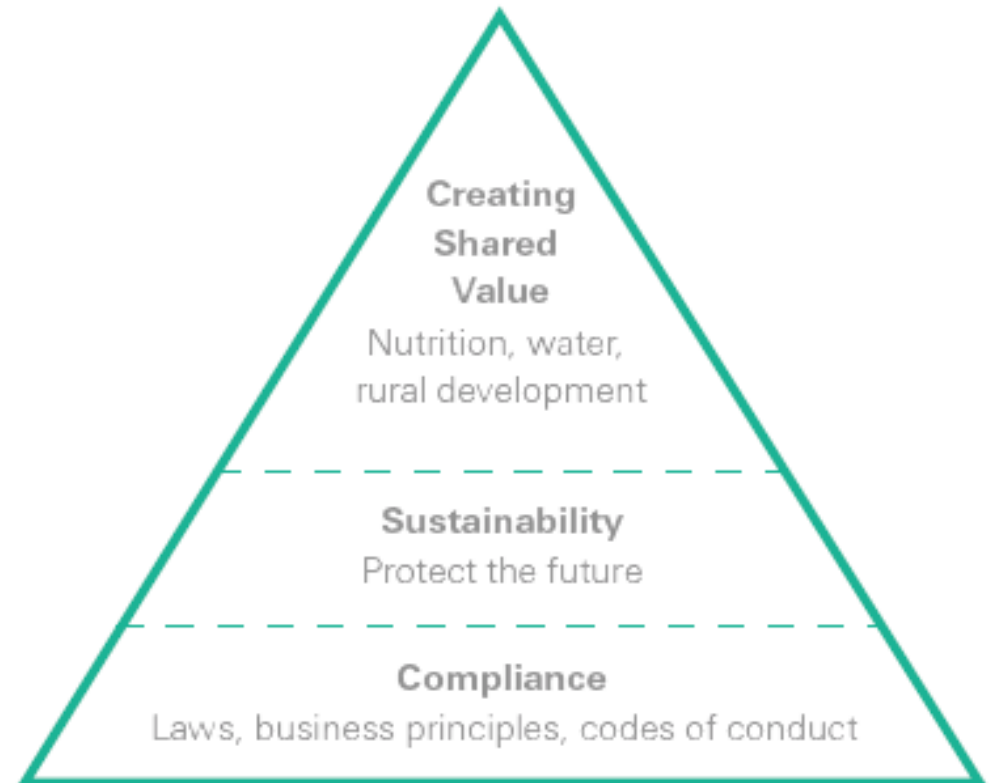 Creating
Shared
Value
Nutrition, water,
rural development
Sustainability
Protect the future
Compliance
Laws, business principles, codes of conduct